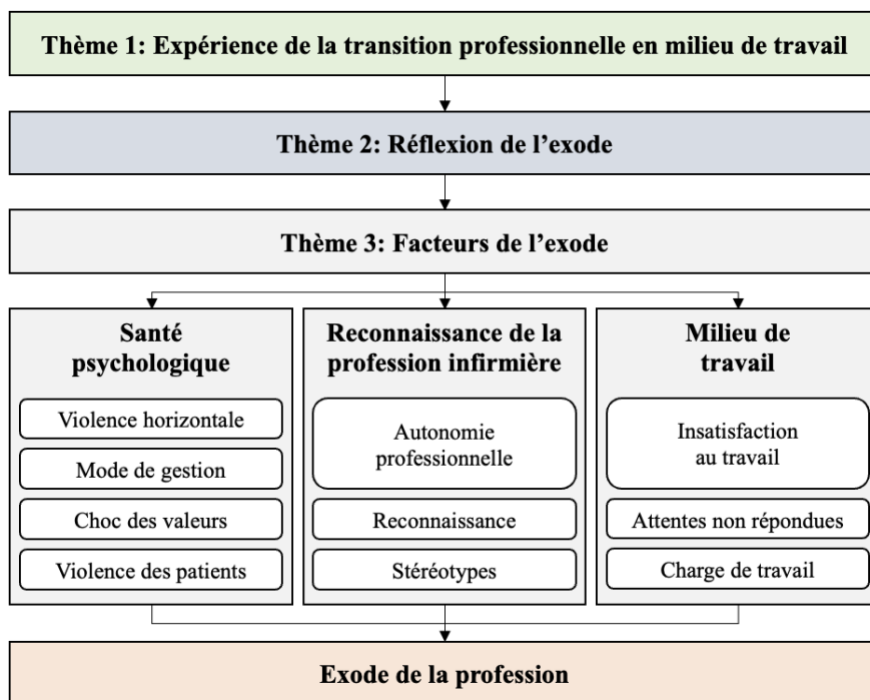 Thème 1: Expérience de la transition professionnelle en milieu de travail
Thème 2: Réflexion de l'exode
Thème 3: Facteurs de l'exode
Santé
psychologique
Violence horizontale
Mode de gestion
Choc des valeurs
Violence des patients
Reconnaissance de la
profession infirmière
Autonomie
professionnelle
Reconnaissance
Stéréotypes
Milieu de
travail
Insatisfaction
au travail
Attentes non répondues
Charge de travail
Exode de la profession